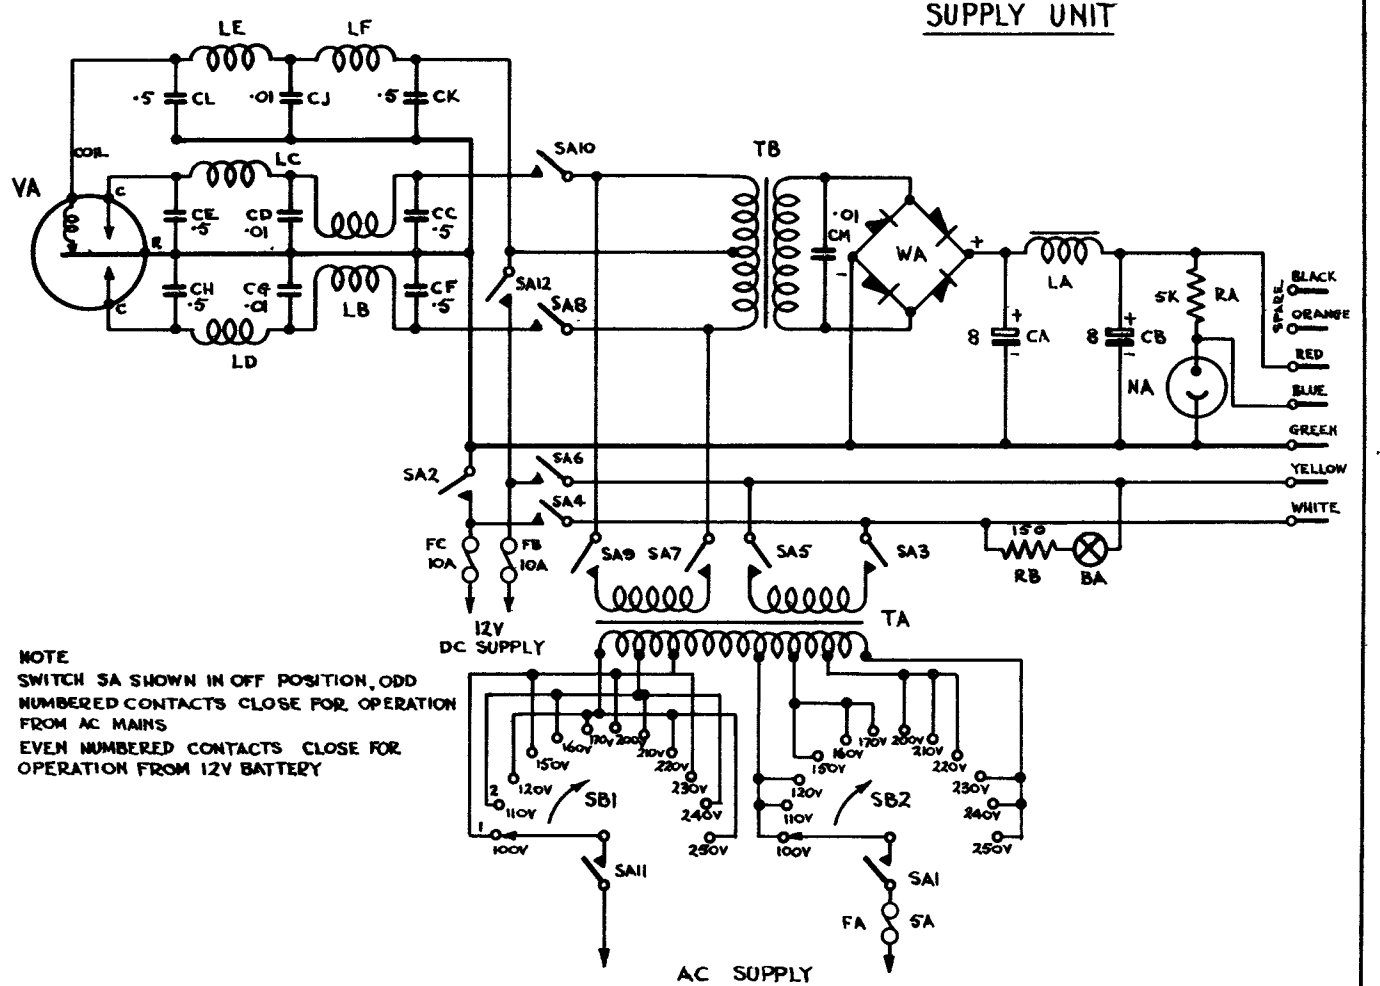 SUPPLY UNIT
LE LF
.5 CL .01 CJ .5 CK
COIL
LC
SA10
TB
VA
C
CE .5 CD .01 CC .5
R
.01 CM
WA
+
-
LA
SA12
CH .5 CG .01 LB CF .5
SA8
C
LD
5K RA
SPARE
BLACK
ORANGE
8 + CA -
8 + CB -
NA
RED
BLUE
GREEN
SA2
SA6
YELLOW
SA4
WHITE
FC 10A
FB 10A
SA9 SA7 SA5 SA3
150
RB BA
12V
DC SUPPLY
TA
NOTE
SWITCH SA SHOWN IN OFF POSITION, ODD
NUMBERED CONTACTS CLOSE FOR OPERATION
FROM AC MAINS
EVEN NUMBERED CONTACTS CLOSE FOR
OPERATION FROM 12V BATTERY
1 100V
2 110V
120V
150V
160V
170V
200V
210V
220V
230V
240V
250V
SB1
100V
110V
120V
150V
160V
170V
200V
210V
220V
230V
240V
250V
SB2
SA11
SA1
FA 5A
AC SUPPLY